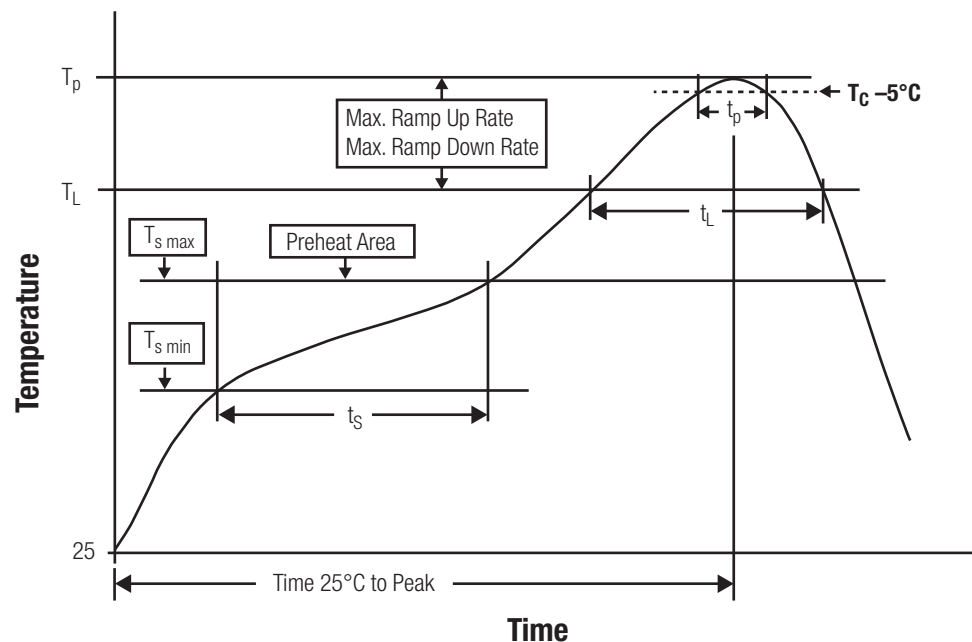 Tp
Tc –5°C
tp
Max. Ramp Up Rate
Max. Ramp Down Rate
TL
tL
Ts max
Preheat Area
Ts min
tS
Temperature
25
Time 25°C to Peak
Time